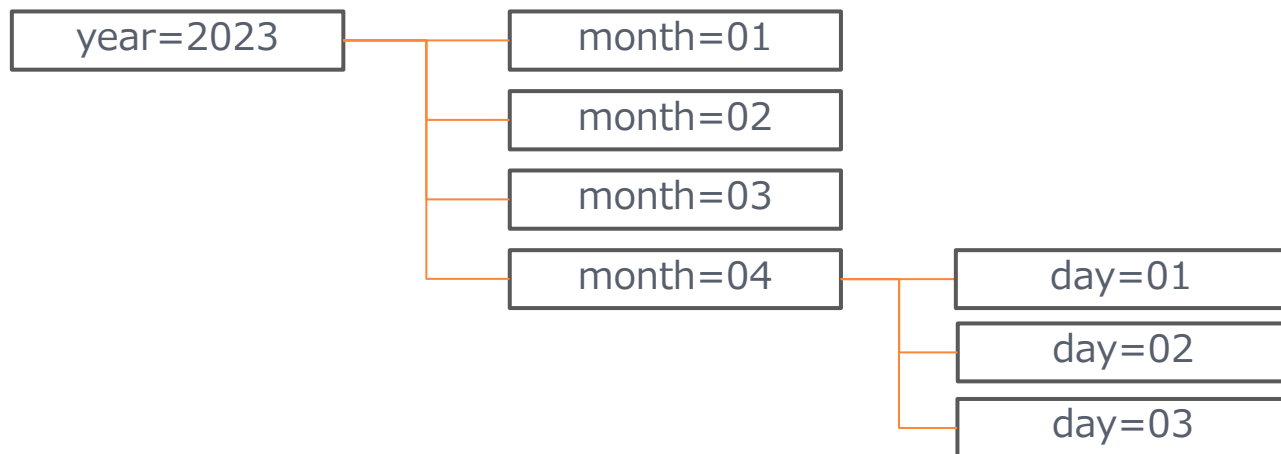 year=2023
month=01
month=02
month=03
month=04
day=01
day=02
day=03